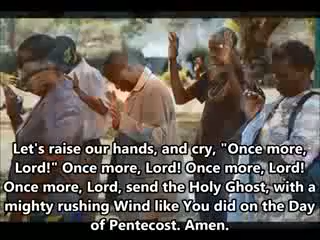 Let's raise our hands, and cry, "Once more,
Lord!" Once more, Lord! Once more, Lord!
Once more, Lord, send the Holy Ghost, with a
mighty rushing Wind like You did on the Day
of Pentecost. Amen.